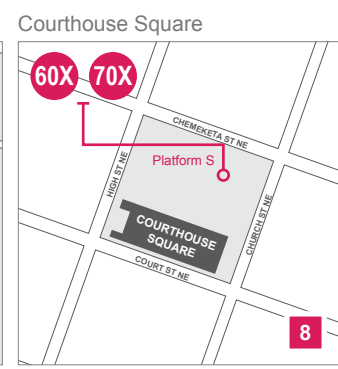 Courthouse Square
60X 70X
CHEMEKETA ST NE
Platform S
HIGH ST NE
CHURCH ST NE
COURTHOUSE
SQUARE
COURT ST NE
8